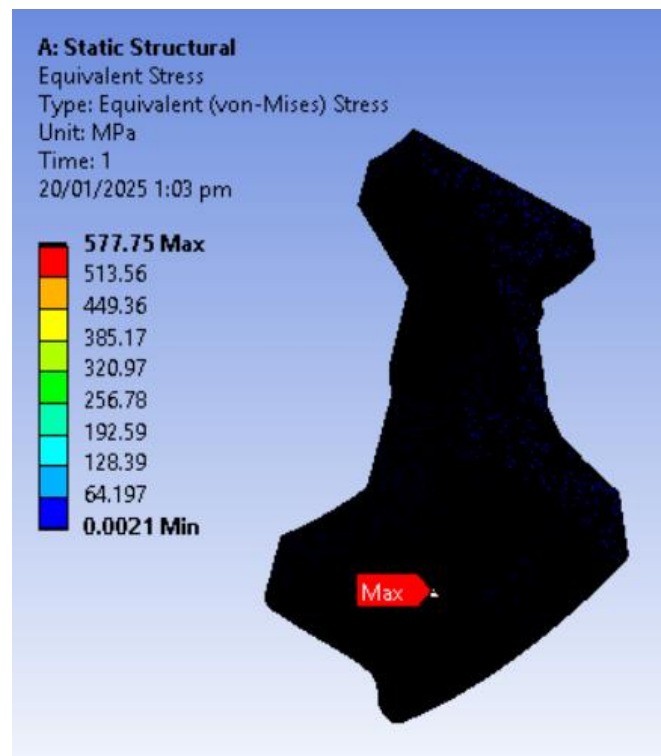 A: Static Structural
Equivalent Stress
Type: Equivalent (von-Mises) Stress
Unit: MPa
Time: 1
20/01/2025 1:03 pm
577.75 Max
513.56
449.36
385.17
320.97
256.78
192.59
128.39
64.197
0.0021 Min
Max